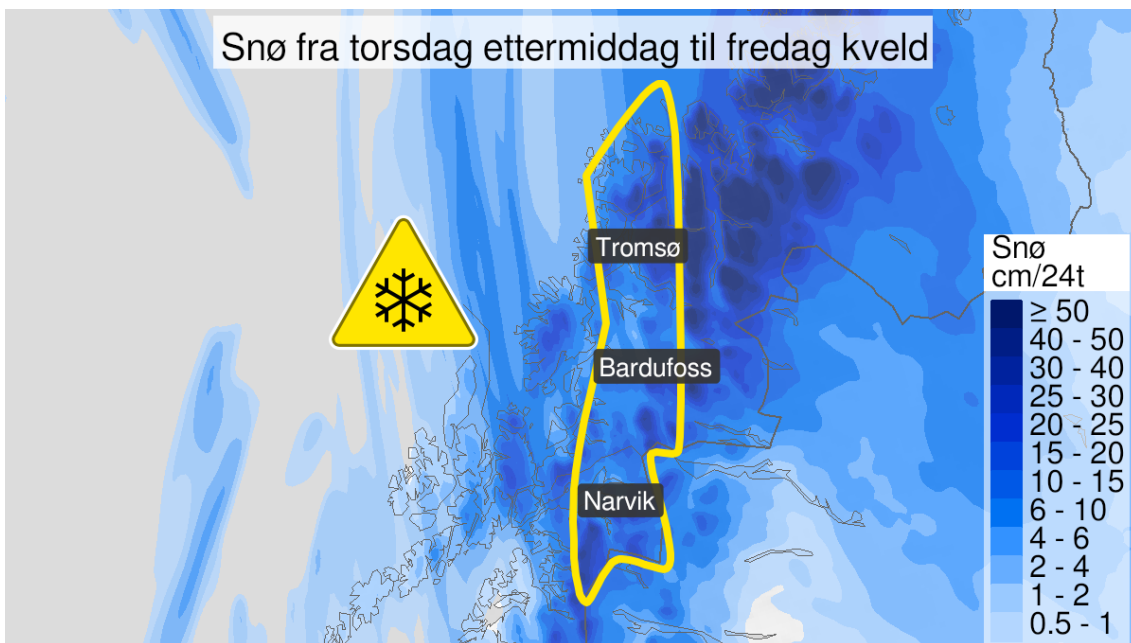 Snø fra torsdag ettermiddag til fredag kveld
Tromsø
Bardufoss
Narvik
Snø
cm/24t
≥ 50
40 - 50
30 - 40
25 - 30
20 - 25
15 - 20
10 - 15
6 - 10
4 - 6
2 - 4
1 - 2
0.5 - 1